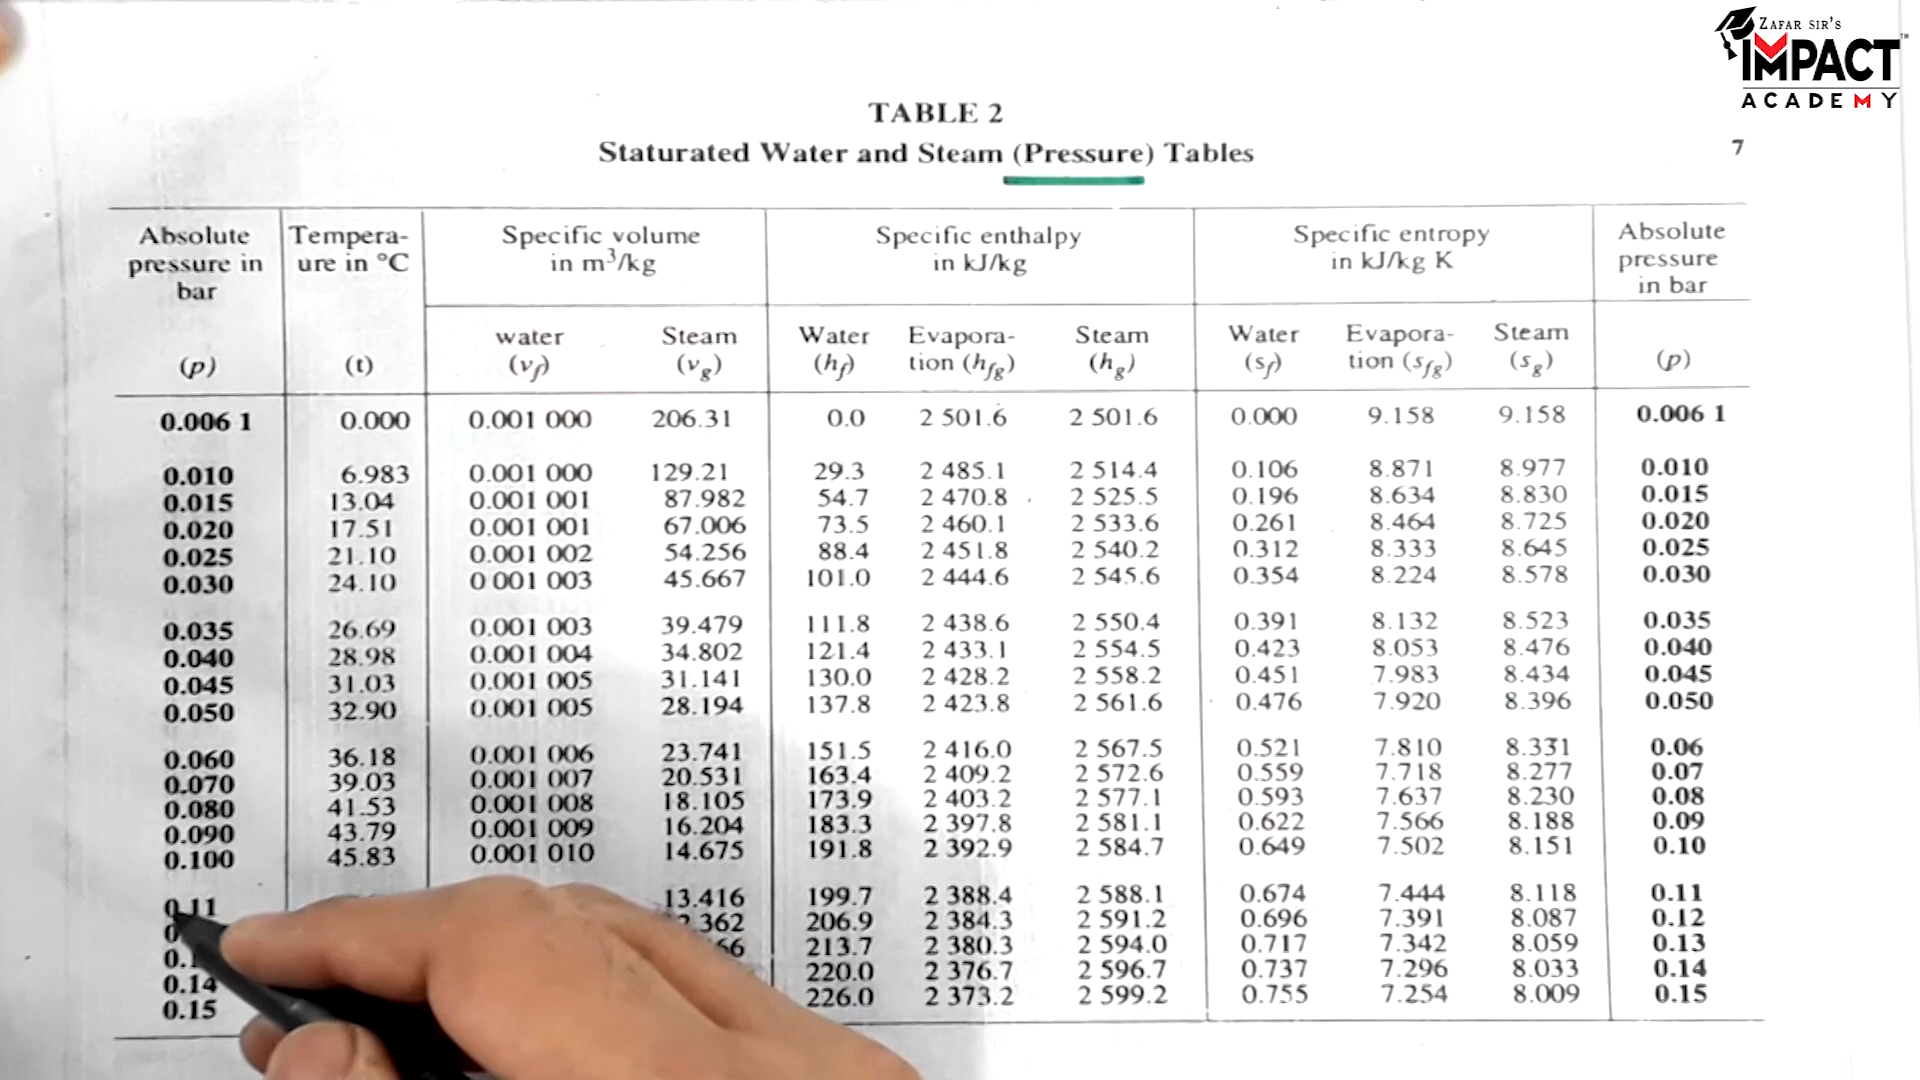 ZAFAR SIR'S
IMPACT™
ACADEMY
TABLE 2
Staturated Water and Steam (Pressure) Tables
7
Absolute pressure in bar (p) Tempera-ure in °C (t) Specific volume in m³/kg Specific enthalpy in kJ/kg Specific entropy in kJ/kg K Absolute pressure in bar (p)
water (vf) Steam (vg) Water (hf) Evapora-tion (hfg) Steam (hg) Water (sf) Evapora-tion (sfg) Steam (sg)
0.006 1 0.000 0.001 000 206.31 0.0 2 501.6 2 501.6 0.000 9.158 9.158 0.006 1
0.010 6.983 0.001 000 129.21 29.3 2 485.1 2 514.4 0.106 8.871 8.977 0.010
0.015 13.04 0.001 001 87.982 54.7 2 470.8 2 525.5 0.196 8.634 8.830 0.015
0.020 17.51 0.001 001 67.006 73.5 2 460.1 2 533.6 0.261 8.464 8.725 0.020
0.025 21.10 0.001 002 54.256 88.4 2 451.8 2 540.2 0.312 8.333 8.645 0.025
0.030 24.10 0 001 003 45.667 101.0 2 444.6 2 545.6 0.354 8.224 8.578 0.030
0.035 26.69 0.001 003 39.479 111.8 2 438.6 2 550.4 0.391 8.132 8.523 0.035
0.040 28.98 0.001 004 34.802 121.4 2 433.1 2 554.5 0.423 8.053 8.476 0.040
0.045 31.03 0.001 005 31.141 130.0 2 428.2 2 558.2 0.451 7.983 8.434 0.045
0.050 32.90 0.001 005 28.194 137.8 2 423.8 2 561.6 0.476 7.920 8.396 0.050
0.060 36.18 0.001 006 23.741 151.5 2 416.0 2 567.5 0.521 7.810 8.331 0.06
0.070 39.03 0.001 007 20.531 163.4 2 409.2 2 572.6 0.559 7.718 8.277 0.07
0.080 41.53 0.001 008 18.105 173.9 2 403.2 2 577.1 0.593 7.637 8.230 0.08
0.090 43.79 0.001 009 16.204 183.3 2 397.8 2 581.1 0.622 7.566 8.188 0.09
0.100 45.83 0.001 010 14.675 191.8 2 392.9 2 584.7 0.649 7.502 8.151 0.10
0.11 13.416 199.7 2 388.4 2 588.1 0.674 7.444 8.118 0.11
206.9 2 384.3 2 591.2 0.696 7.391 8.087 0.12
213.7 2 380.3 2 594.0 0.717 7.342 8.059 0.13
0.14 220.0 2 376.7 2 596.7 0.737 7.296 8.033 0.14
0.15 226.0 2 373.2 2 599.2 0.755 7.254 8.009 0.15